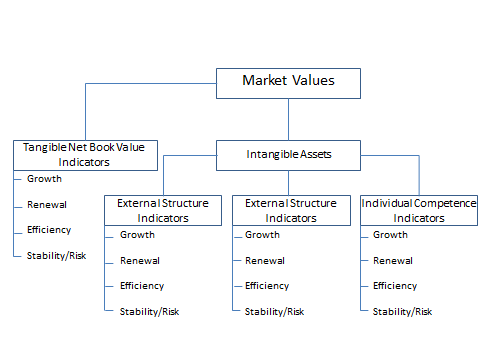 Market Values
Tangible Net Book Value
Indicators
Growth
Renewal
Efficiency
Stability/Risk
Intangible Assets
External Structure
Indicators
Growth
Renewal
Efficiency
Stability/Risk
External Structure
Indicators
Growth
Renewal
Efficiency
Stability/Risk
Individual Competence
Indicators
Growth
Renewal
Efficiency
Stability/Risk